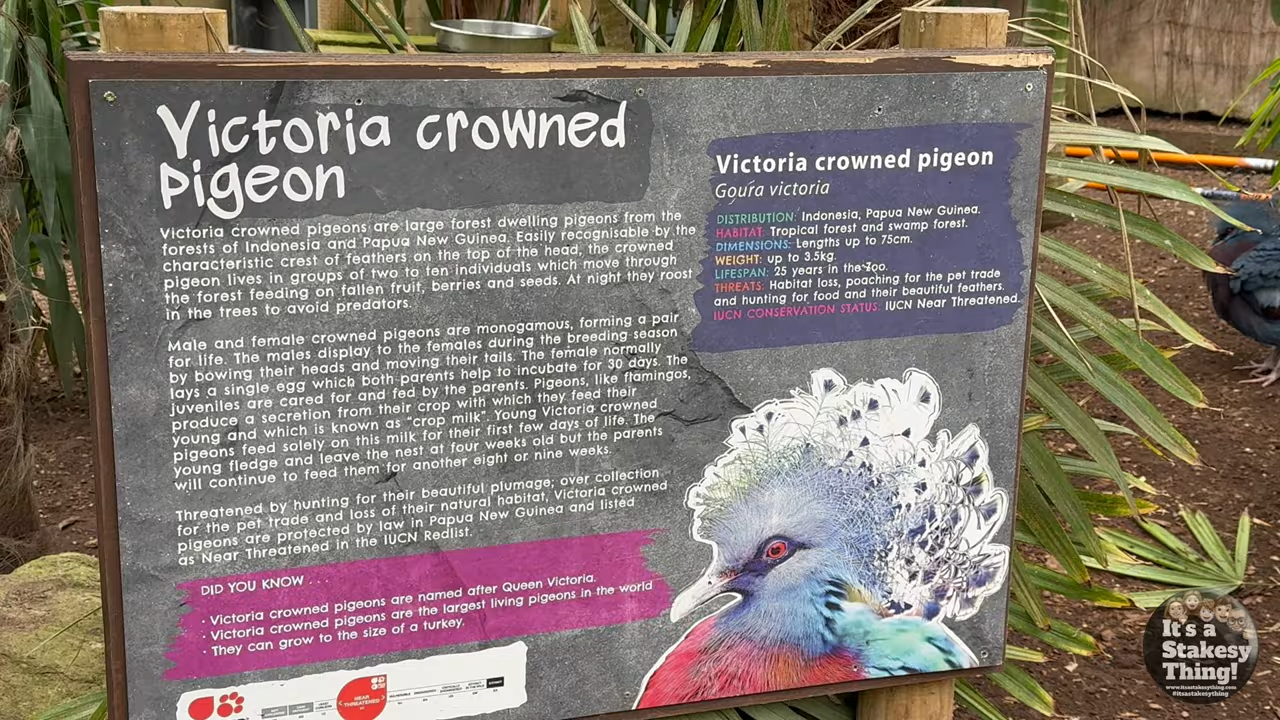 Victoria crowned
pigeon
Victoria crowned pigeons are large forest dwelling pigeons from the
forests of Indonesia and Papua New Guinea. Easily recognisable by the
characteristic crest of feathers on the top of the head, the crowned
pigeon lives in groups of two to ten individuals which move through
the forest feeding on fallen fruit, berries and seeds. At night they roost
in the trees to avoid predators.
Male and female crowned pigeons are monogamous, forming a pair
for life. The males display to the females during the breeding season
by bowing their heads and moving their tails. The female normally
lays a single egg which both parents help to incubate for 30 days. The
juveniles are cared for and fed by the parents. Pigeons, like flamingos,
produce a secretion from their crop with which they feed their
young and which is known as "crop milk". Young Victoria crowned
pigeons feed solely on this milk for their first few days of life. The
young fledge and leave the nest at four weeks old but the parents
will continue to feed them for another eight or nine weeks.
Threatened by hunting for their beautiful plumage; over collection
for the pet trade and loss of their natural habitat, Victoria crowned
pigeons are protected by law in Papua New Guinea and listed
as Near Threatened in the IUCN Redlist.
DID YOU KNOW . . .
· Victoria crowned pigeons are named after Queen Victoria.
· Victoria crowned pigeons are the largest living pigeons in the world
· They can grow to the size of a turkey.
NEAR
THREATENED
Victoria crowned pigeon
Goura victoria
DISTRIBUTION: Indonesia, Papua New Guinea.
HABITAT: Tropical forest and swamp forest.
DIMENSIONS: Lengths up to 75cm.
WEIGHT: up to 3.5kg.
LIFESPAN: 25 years in the Zoo.
THREATS: Habitat loss, poaching for the pet trade
and hunting for food and their beautiful feathers.
IUCN CONSERVATION STATUS: IUCN Near Threatened.
It's a
Stakesy
Thing!
www.itsastakesything.com
#itsastakesything